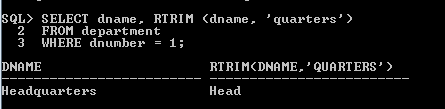 SQL> SELECT dname, RTRIM (dname, 'quarters')
  2  FROM department
  3  WHERE dnumber = 1;
DNAME                     RTRIM(DNAME,'QUARTERS')
------------------------- -------------------------
Headquarters              Head